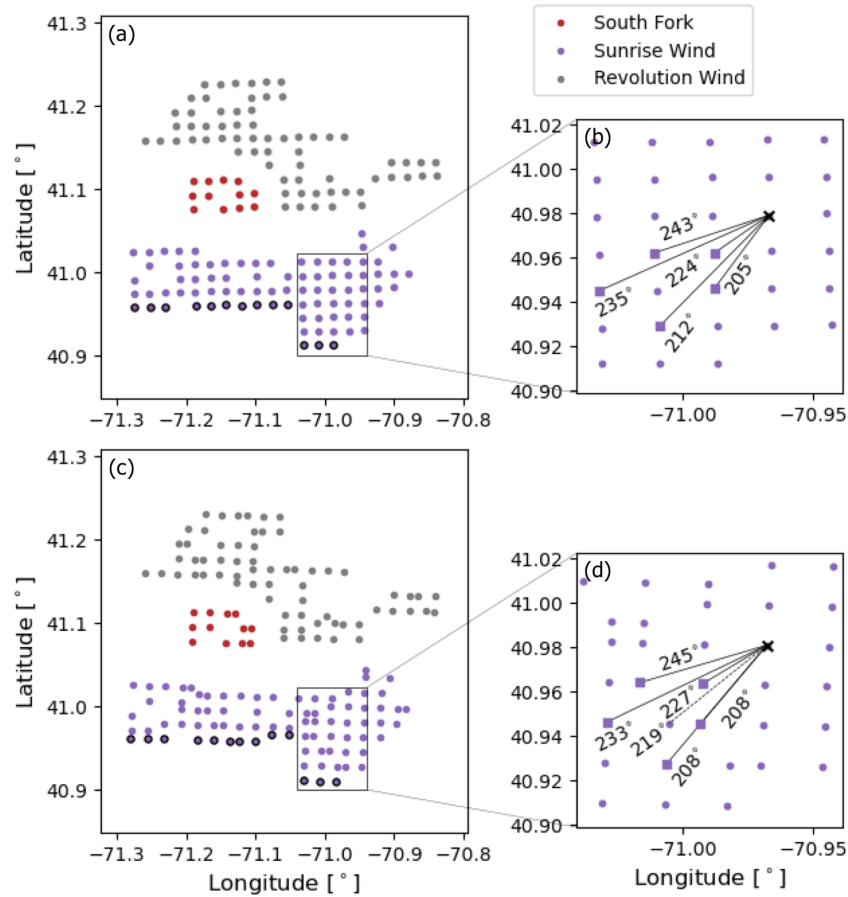 South Fork
Sunrise Wind
Revolution Wind
(a)
41.3
41.2
41.1
41.0
40.9
Latitude [°]
−71.3 −71.2 −71.1 −71.0 −70.9 −70.8
(b)
41.02
41.00
40.98
40.96
40.94
40.92
40.90
243°
224°
205°
235°
212°
−71.00 −70.95
(c)
41.3
41.2
41.1
41.0
40.9
Latitude [°]
−71.3 −71.2 −71.1 −71.0 −70.9 −70.8
Longitude [°]
(d)
41.02
41.00
40.98
40.96
40.94
40.92
40.90
245°
227°
208°
233°
219°
208°
−71.00 −70.95
Longitude [°]